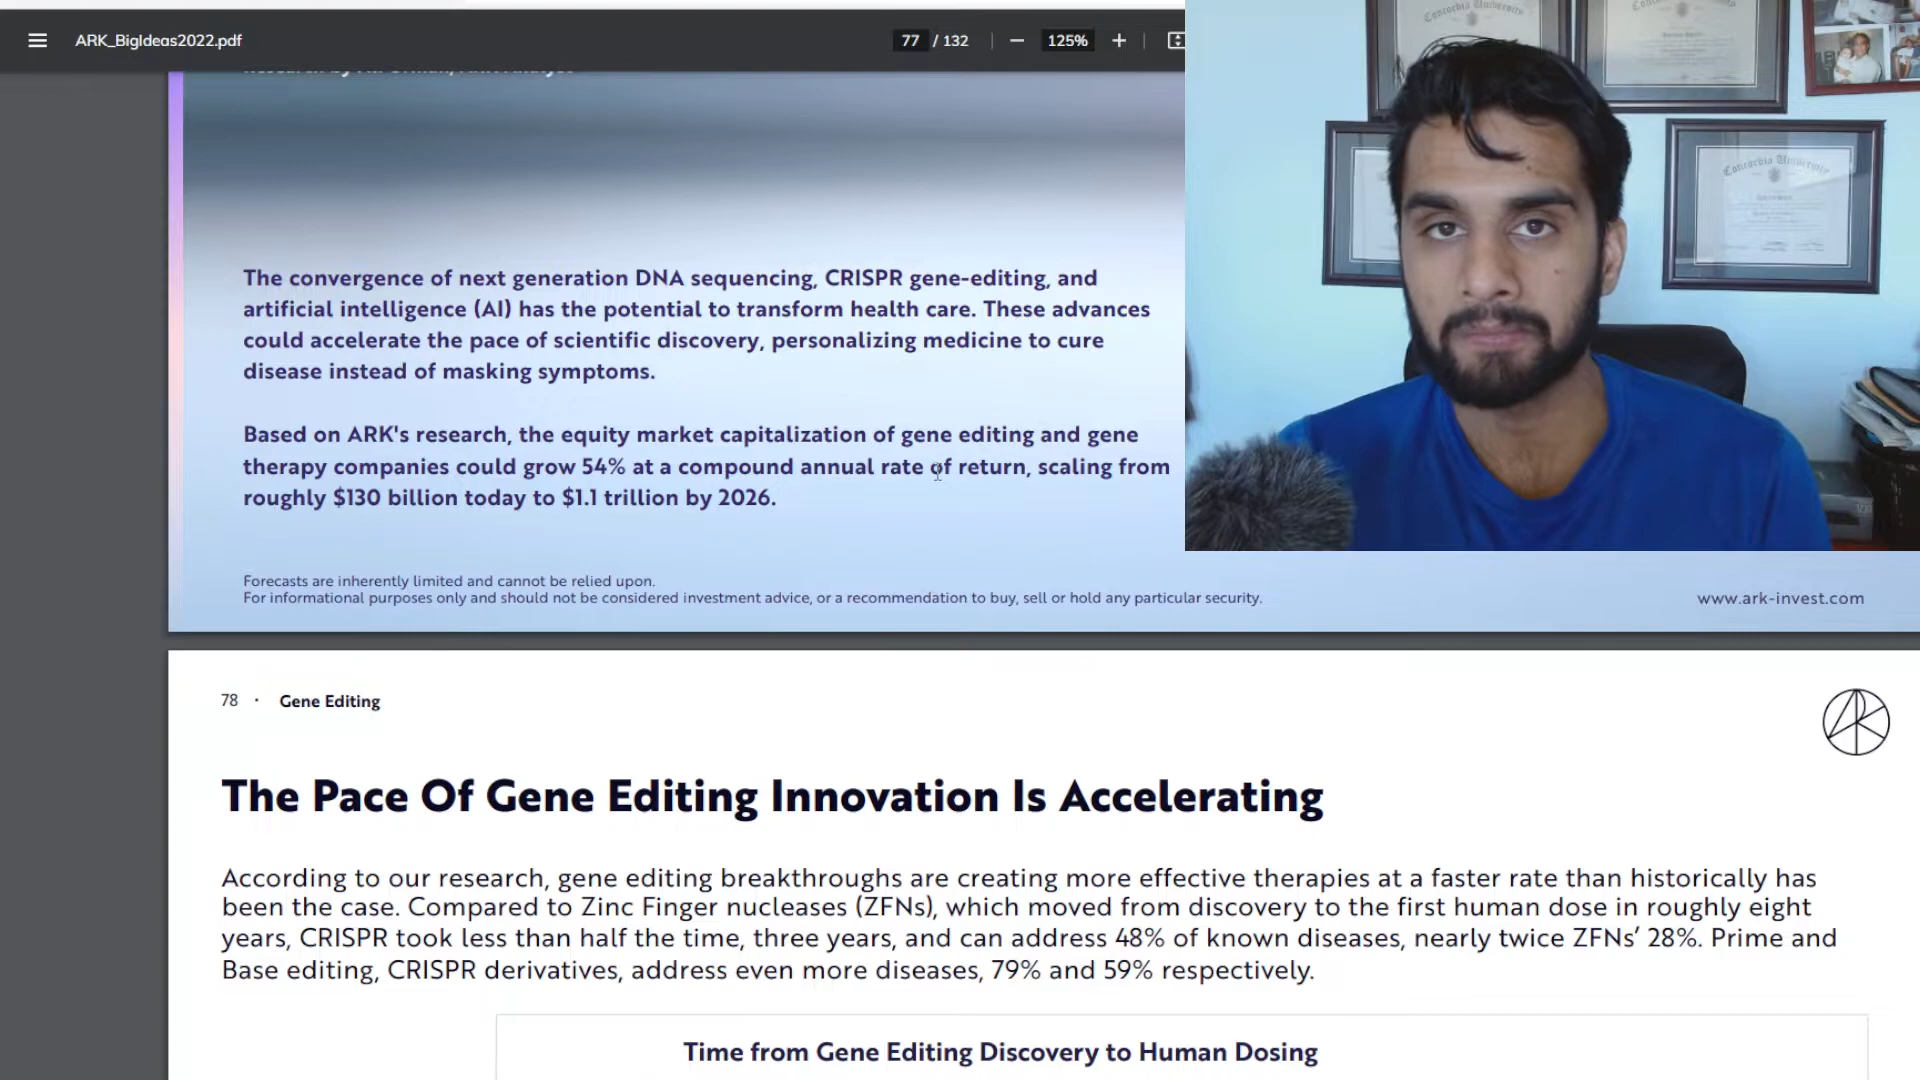 ARK_BigIdeas2022.pdf
77 / 132
125%
Concordia University
Concordia University
Concordia University
The convergence of next generation DNA sequencing, CRISPR gene-editing, and
artificial intelligence (AI) has the potential to transform health care. These advances
could accelerate the pace of scientific discovery, personalizing medicine to cure
disease instead of masking symptoms.
Based on ARK's research, the equity market capitalization of gene editing and gene
therapy companies could grow 54% at a compound annual rate of return, scaling from
roughly $130 billion today to $1.1 trillion by 2026.
Forecasts are inherently limited and cannot be relied upon.
For informational purposes only and should not be considered investment advice, or a recommendation to buy, sell or hold any particular security.
www.ark-invest.com
78 · Gene Editing
ARK
The Pace Of Gene Editing Innovation Is Accelerating
According to our research, gene editing breakthroughs are creating more effective therapies at a faster rate than historically has
been the case. Compared to Zinc Finger nucleases (ZFNs), which moved from discovery to the first human dose in roughly eight
years, CRISPR took less than half the time, three years, and can address 48% of known diseases, nearly twice ZFNs’ 28%. Prime and
Base editing, CRISPR derivatives, address even more diseases, 79% and 59% respectively.
Time from Gene Editing Discovery to Human Dosing